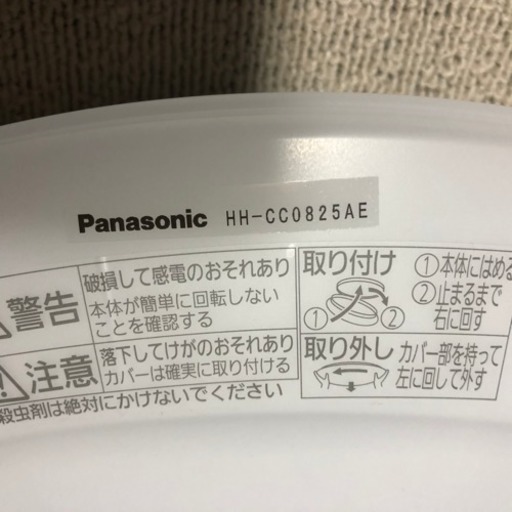 Panasonic HH-CC0825AE
警告
破損して感電のおそれあり
本体が簡単に回転しない
ことを確認する
注意
落下してけがのおそれあり
カバーは確実に取り付ける
殺虫剤は絶対にかけないでください
取り付け
① ②
①本体にはめる
②止まるまで
右に回す
取り外し
カバー部を持って
左に回して外す